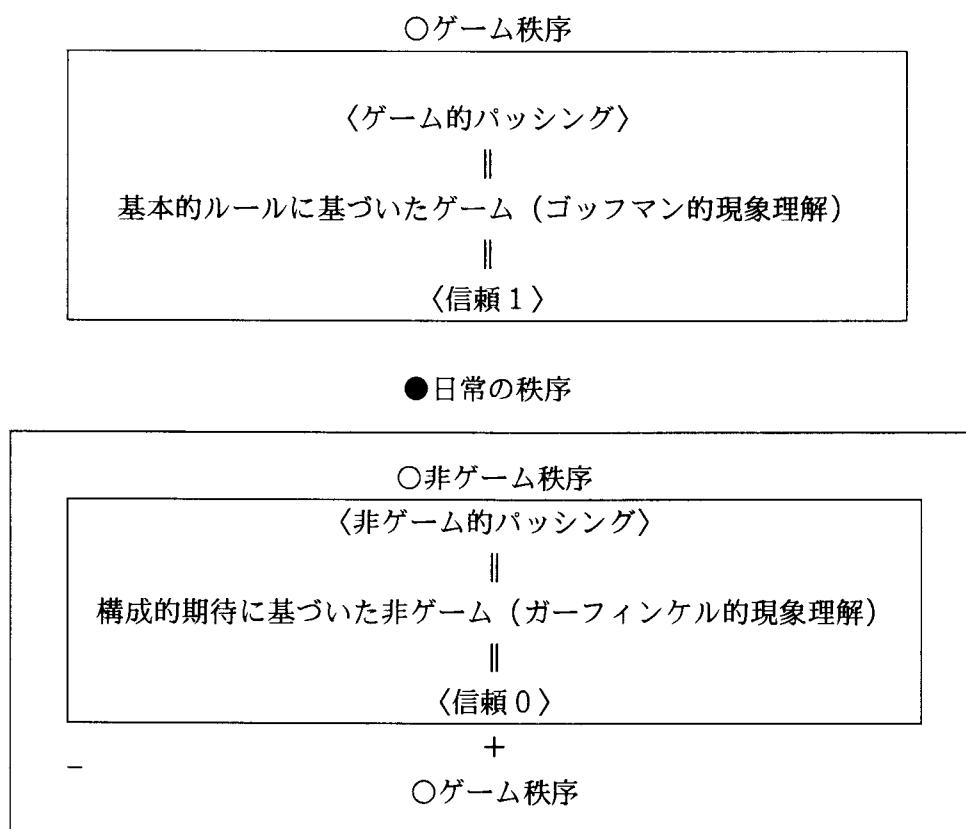 ○ゲーム秩序
〈ゲーム的パッシング〉
‖
基本的ルールに基づいたゲーム（ゴッフマン的現象理解）
‖
〈信頼１〉
●日常の秩序
○非ゲーム秩序
〈非ゲーム的パッシング〉
‖
構成的期待に基づいた非ゲーム（ガーフィンケル的現象理解）
‖
〈信頼０〉
＋
○ゲーム秩序